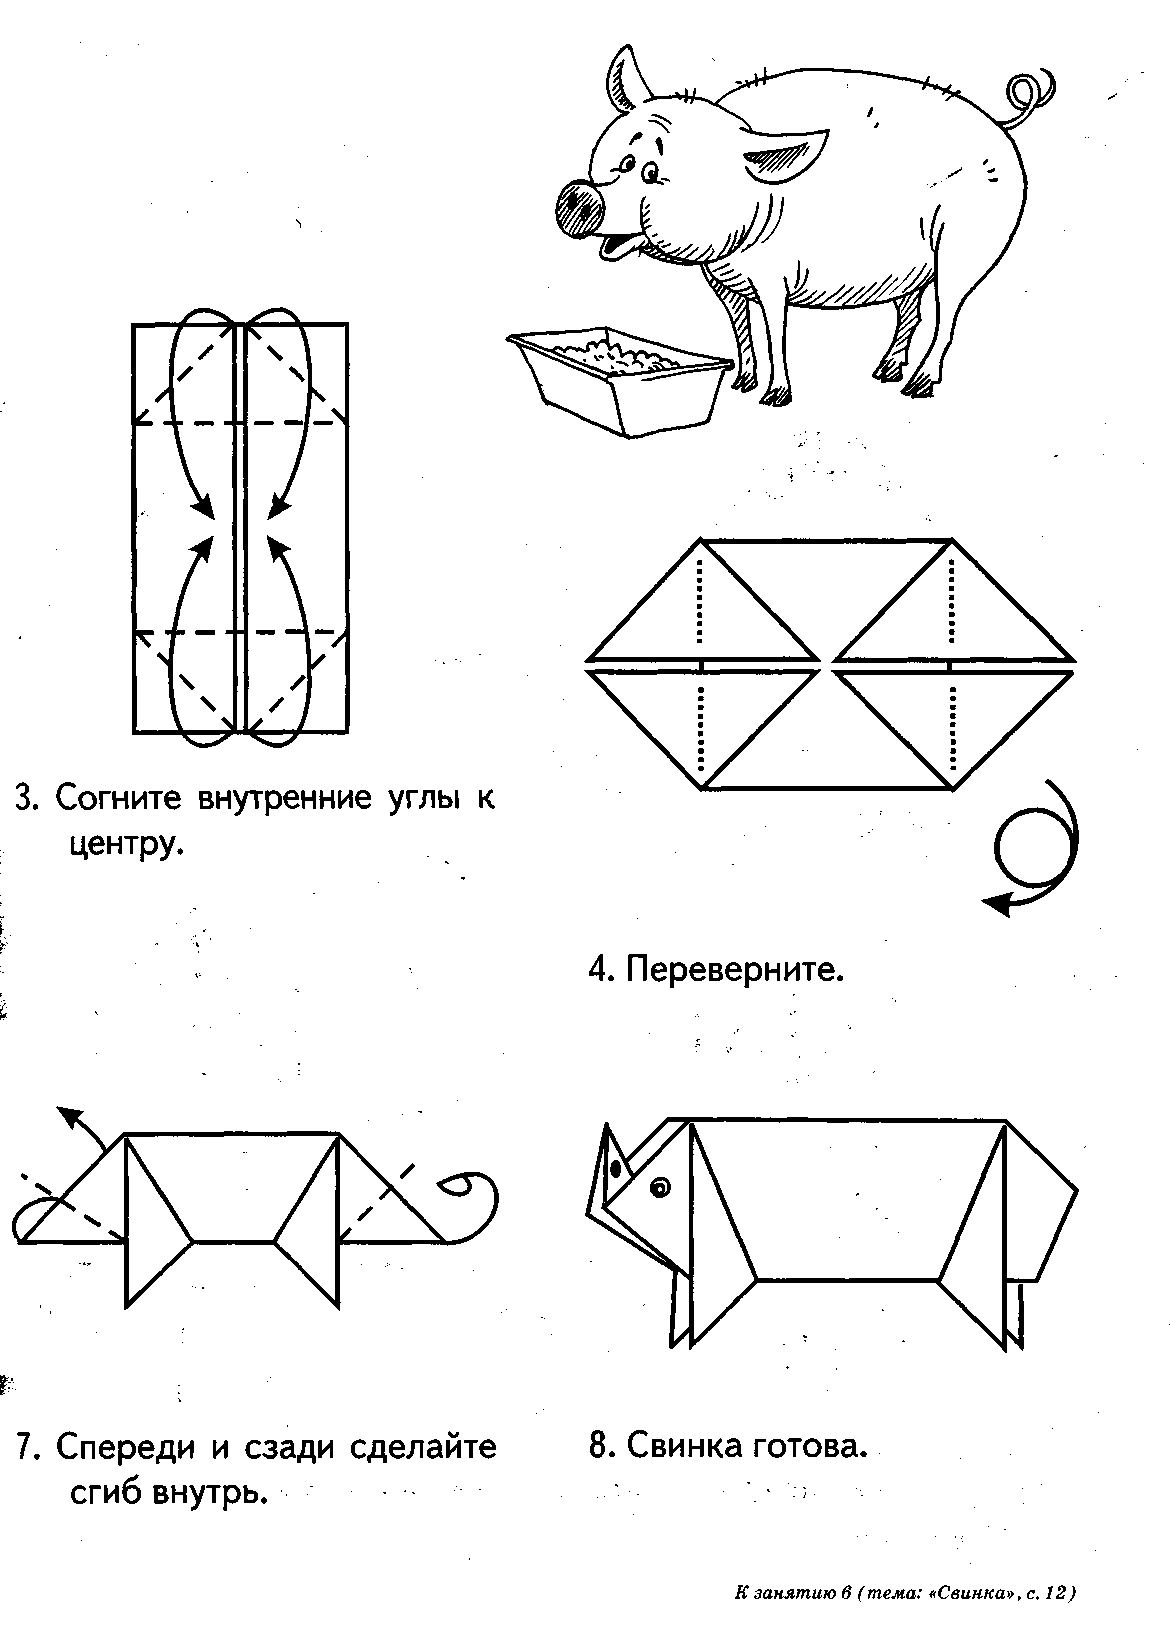 3. Согните внутренние углы к
центру.
4. Переверните.
7. Спереди и сзади сделайте
сгиб внутрь.
8. Свинка готова.
К занятию 6 (тема: «Свинка», с. 12)